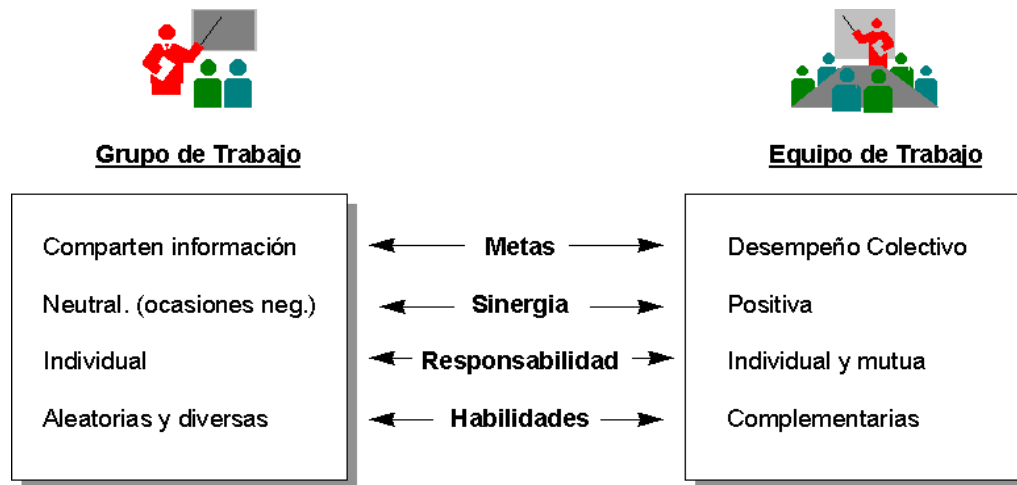 Grupo de Trabajo
Equipo de Trabajo
Comparten información
Metas
Desempeño Colectivo
Neutral. (ocasiones neg.)
Sinergia
Positiva
Individual
Responsabilidad
Individual y mutua
Aleatorias y diversas
Habilidades
Complementarias